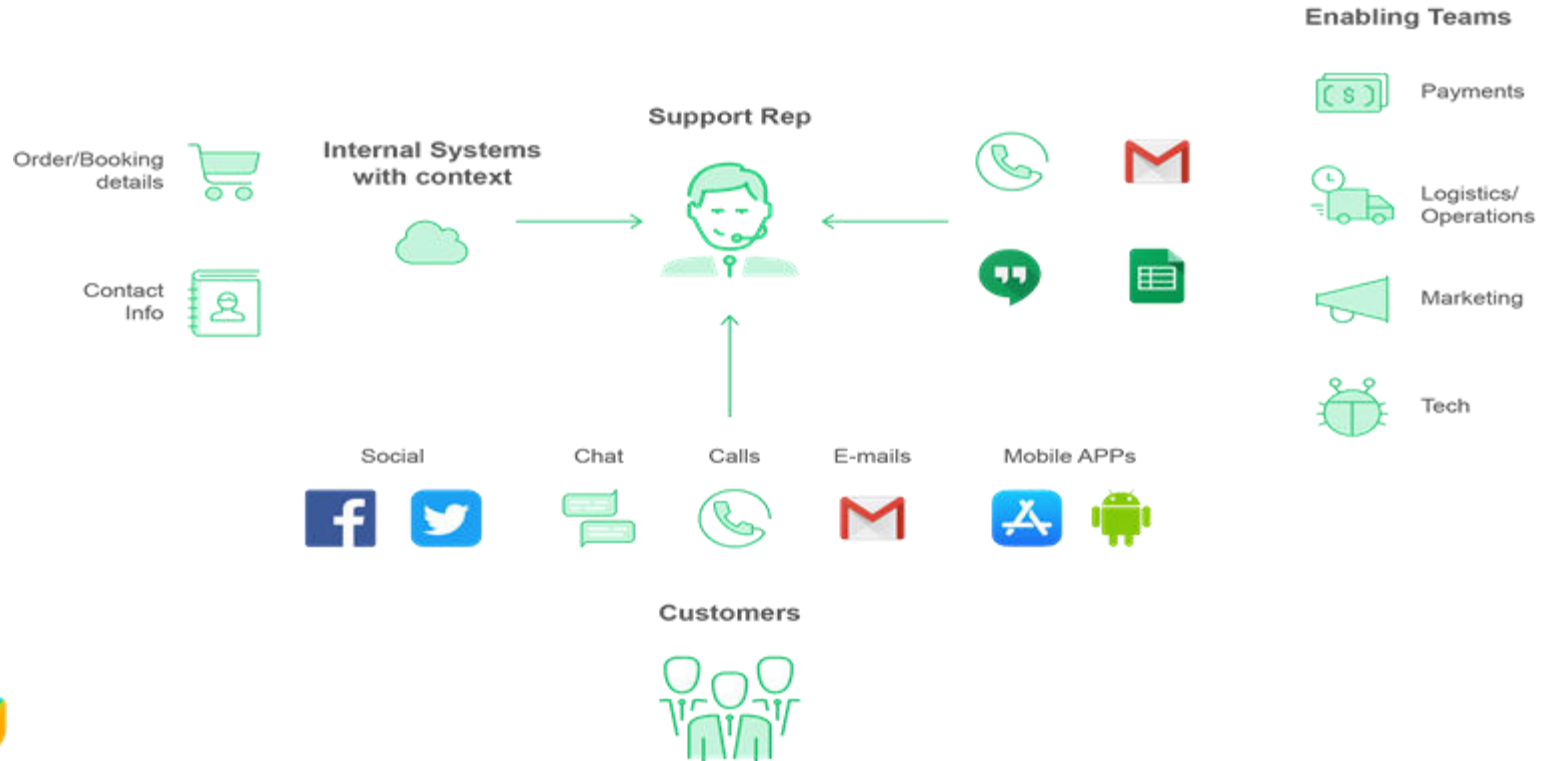 Enabling Teams
Payments
Support Rep
Order/Booking
details
Internal Systems
with context
Logistics/
Operations
Contact
Info
Marketing
Tech
Social
Chat
Calls
E-mails
Mobile APPs
Customers